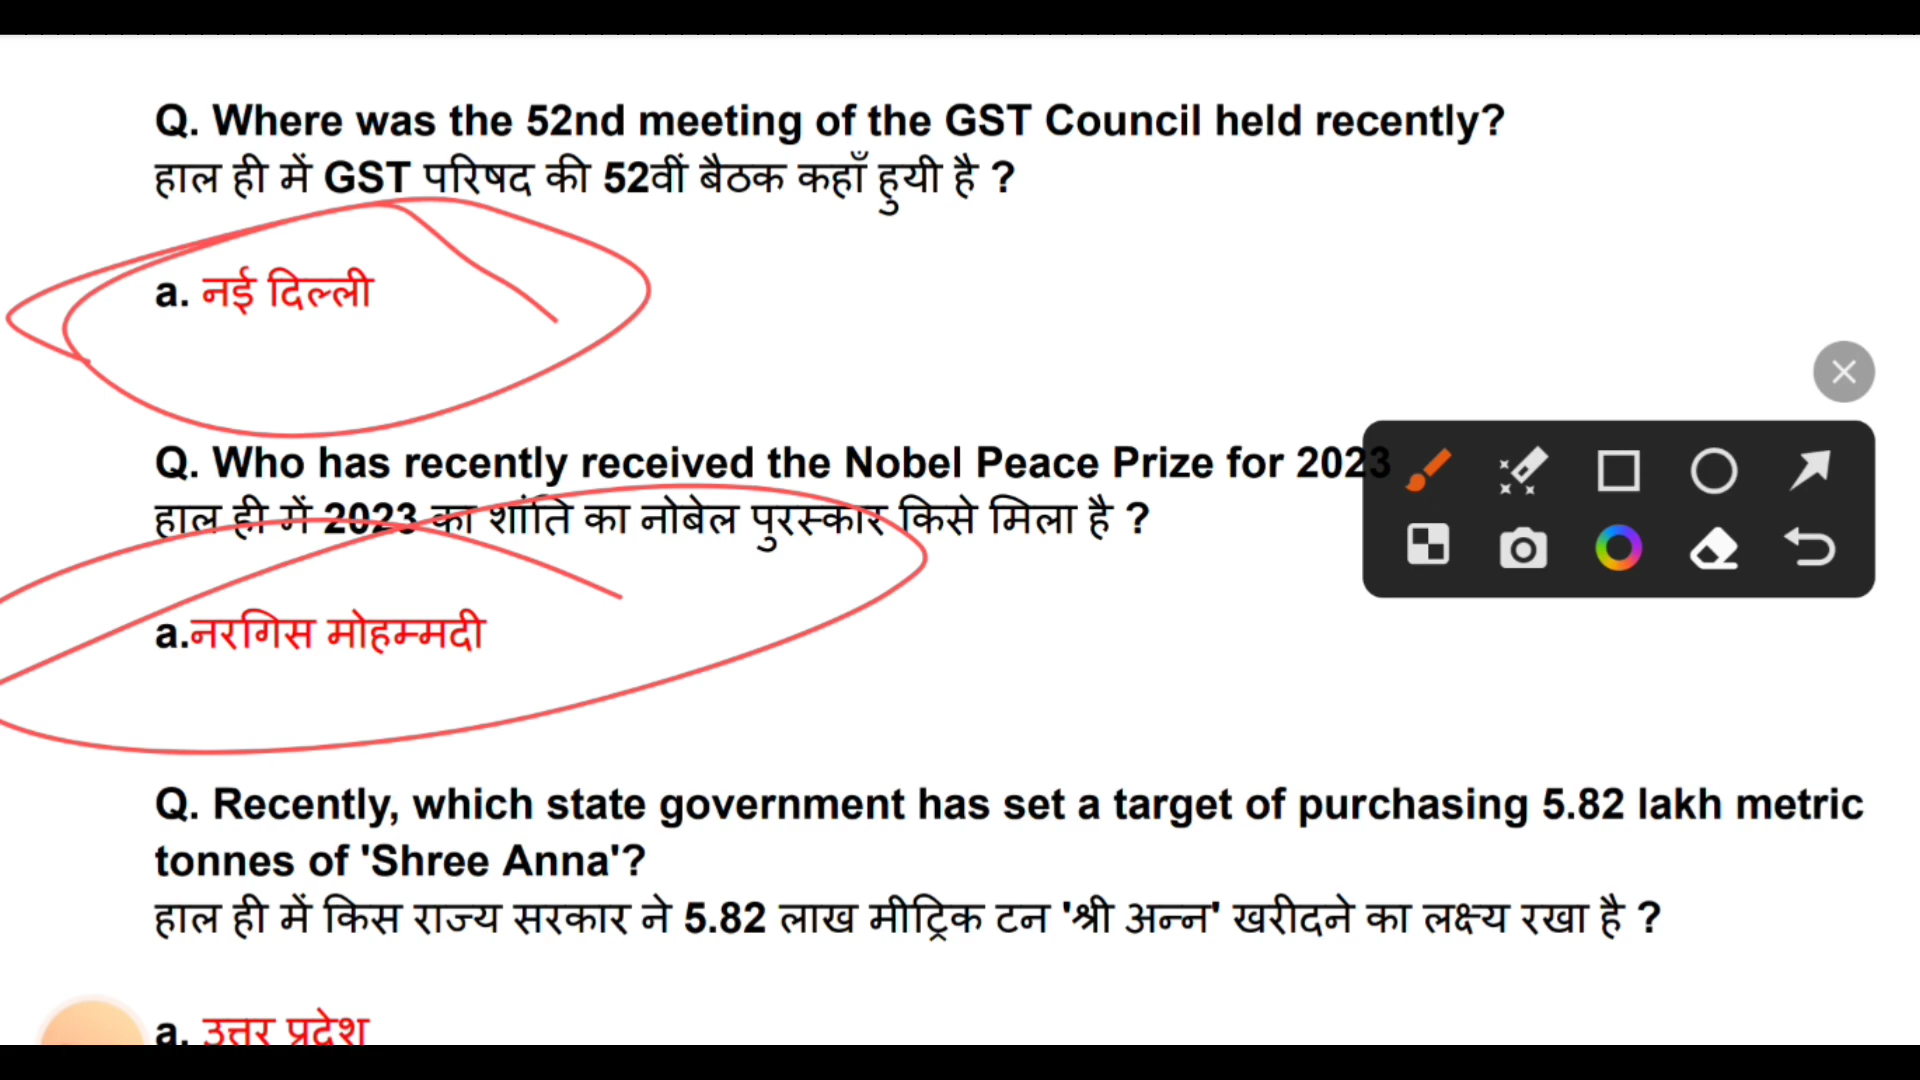 Q. Where was the 52nd meeting of the GST Council held recently?
हाल ही में GST परिषद की 52वीं बैठक कहाँ हुयी है ?
a. नई दिल्ली
Q. Who has recently received the Nobel Peace Prize for 2023
हाल ही में 2023 का शांति का नोबेल पुरस्कार किसे मिला है ?
a.नरगिस मोहम्मदी
Q. Recently, which state government has set a target of purchasing 5.82 lakh metric
tonnes of 'Shree Anna'?
हाल ही में किस राज्य सरकार ने 5.82 लाख मीट्रिक टन 'श्री अन्न' खरीदने का लक्ष्य रखा है ?
a. उत्तर प्रदेश